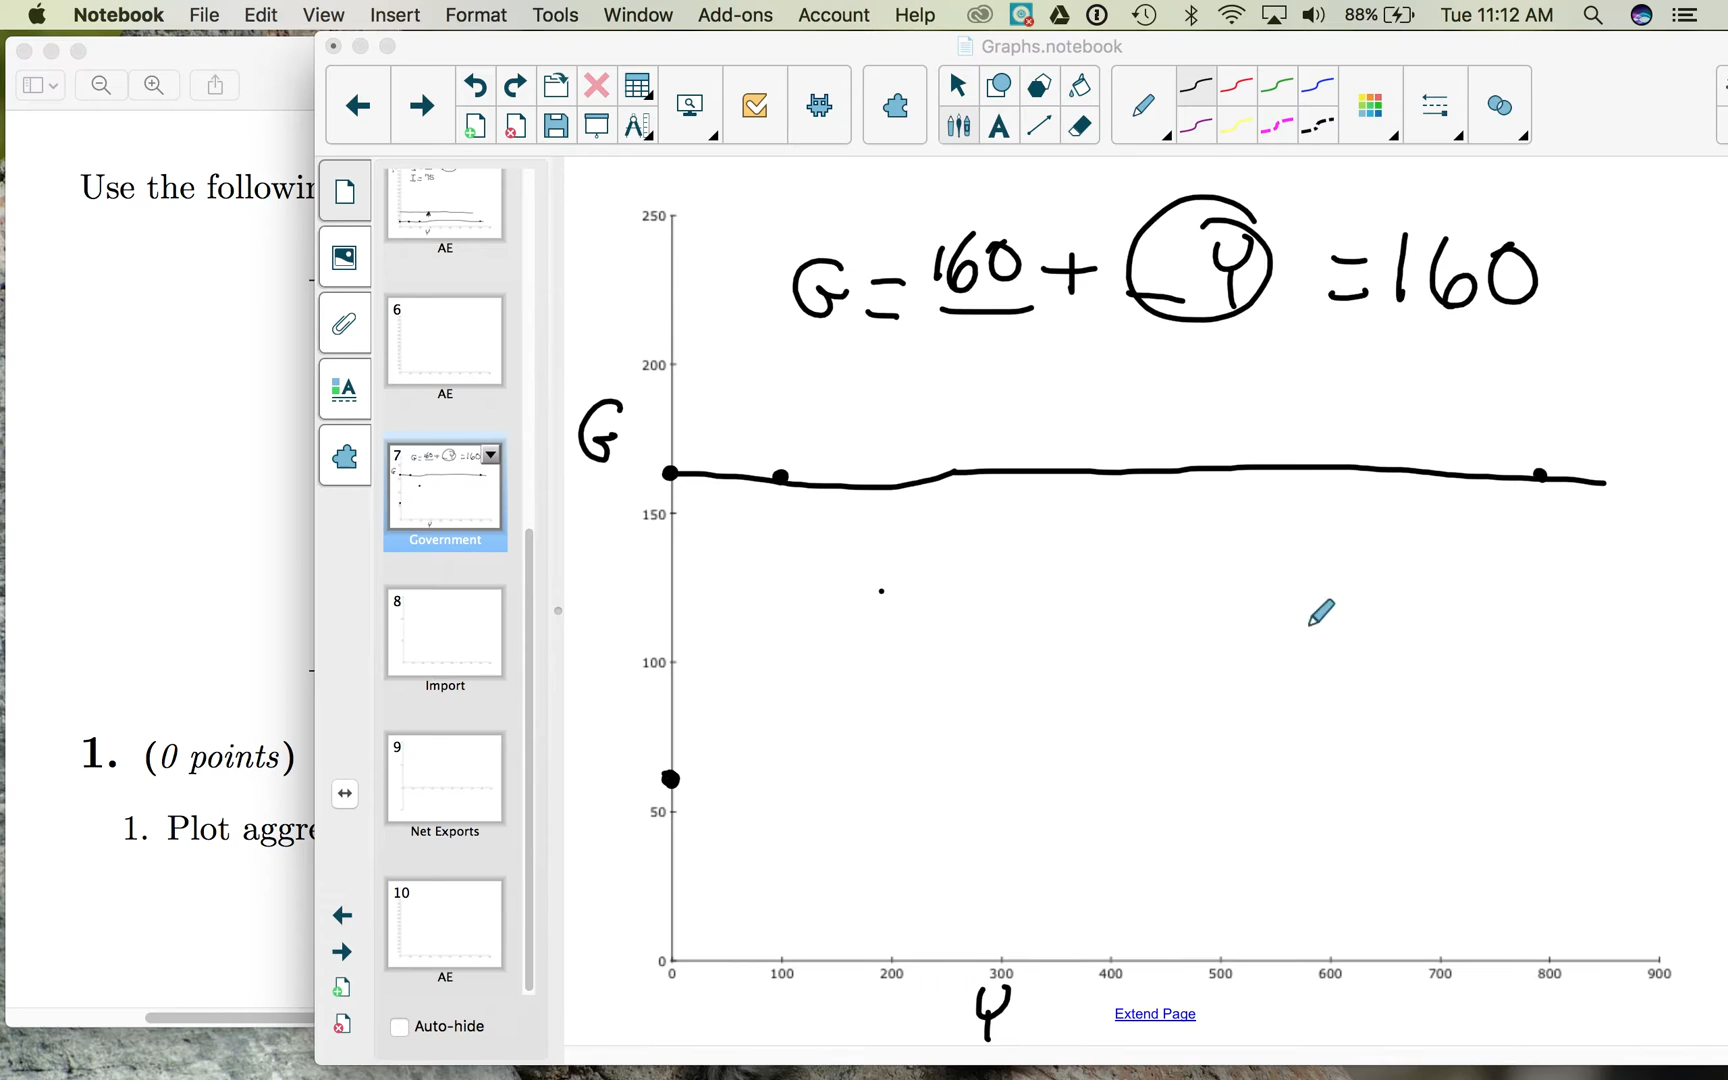 Notebook File Edit View Insert Format Tools Window Add-ons Account Help 88% Tue 11:12 AM
Graphs.notebook
Use the followin
1. (0 points)
1. Plot aggre
AE
6
AE
7
Government
8
Import
9
Net Exports
10
AE
Auto-hide
G = 160 + _Y = 160
G
250
200
150
100
50
0
0 100 200 300 400 500 600 700 800 900
Y
Extend Page